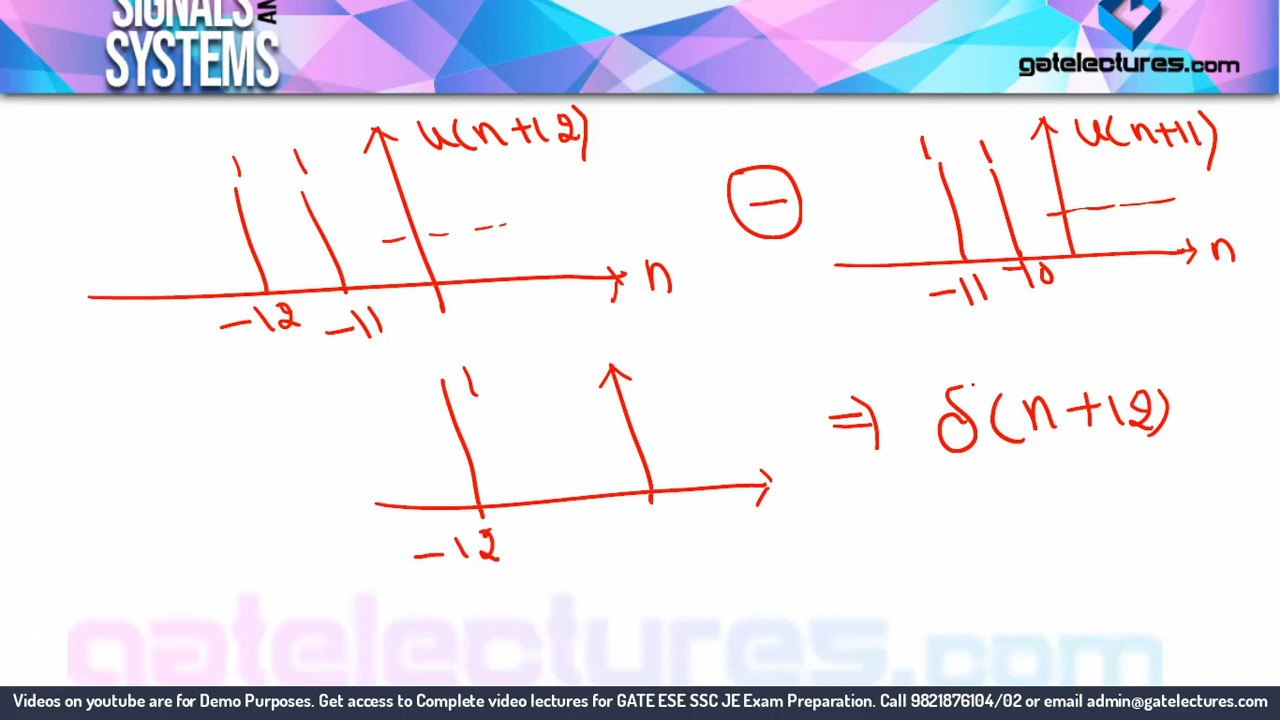 SIGNALS AND
SYSTEMS
gatelectures.com
u(n+12)
1 1
n
-12 -11
-
u(n+11)
1 1
n
-11 -10
1
-12
⇒ δ(n+12)
gatelectures.com
Videos on youtube are for Demo Purposes. Get access to Complete video lectures for GATE ESE SSC JE Exam Preparation. Call 9821876104/02 or email admin@gatelectures.com